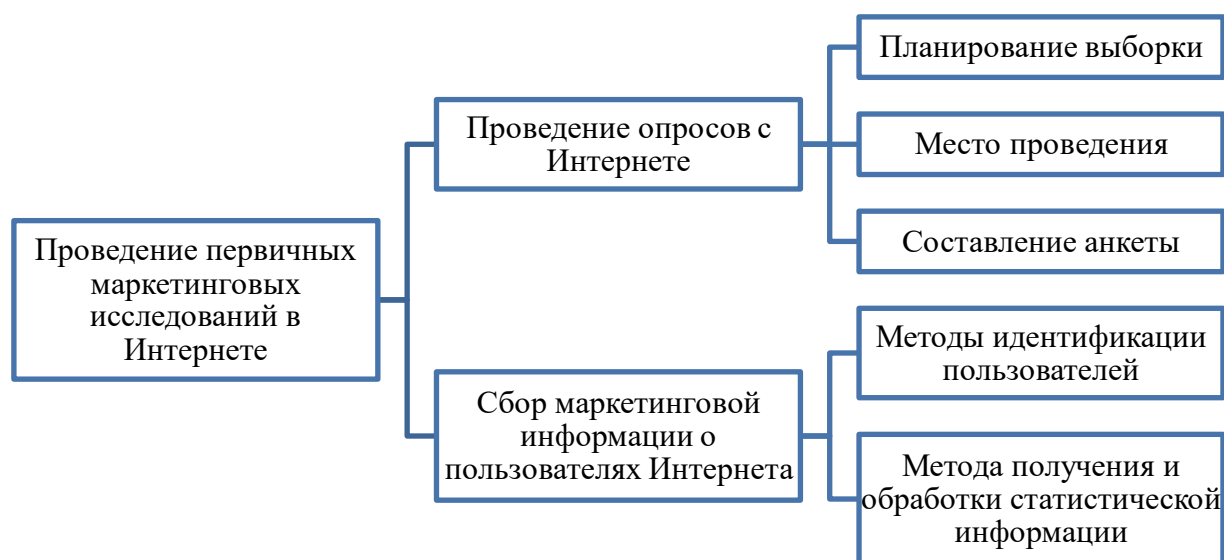 Проведение первичных
маркетинговых
исследований в
Интернете
Проведение опросов с
Интернете
Планирование выборки
Место проведения
Составление анкеты
Сбор маркетинговой
информации о
пользователях Интернета
Методы идентификации
пользователей
Метода получения и
обработки статистической
информации